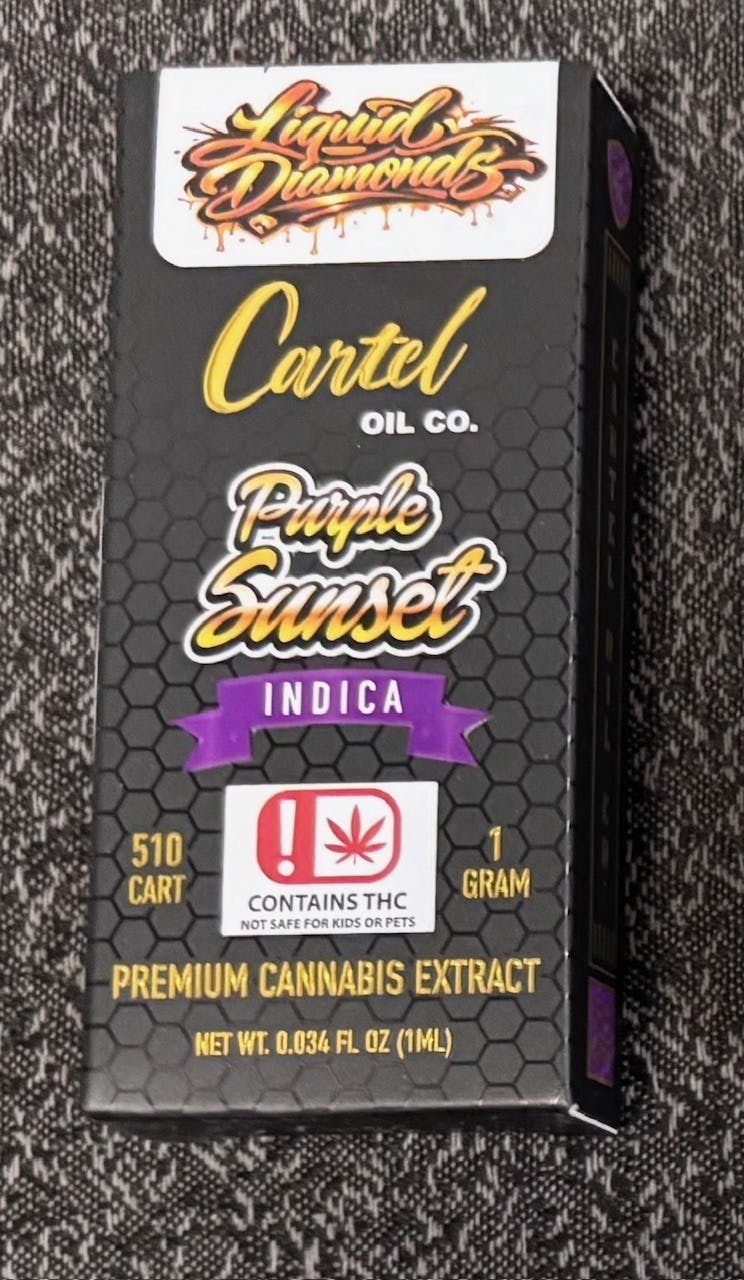 Liquid
Diamonds
Cartel
OIL CO.
Purple
Sunset
INDICA
510
CART
!
CONTAINS THC
NOT SAFE FOR KIDS OR PETS
1
GRAM
PREMIUM CANNABIS EXTRACT
NET WT. 0.034 FL OZ (1ML)